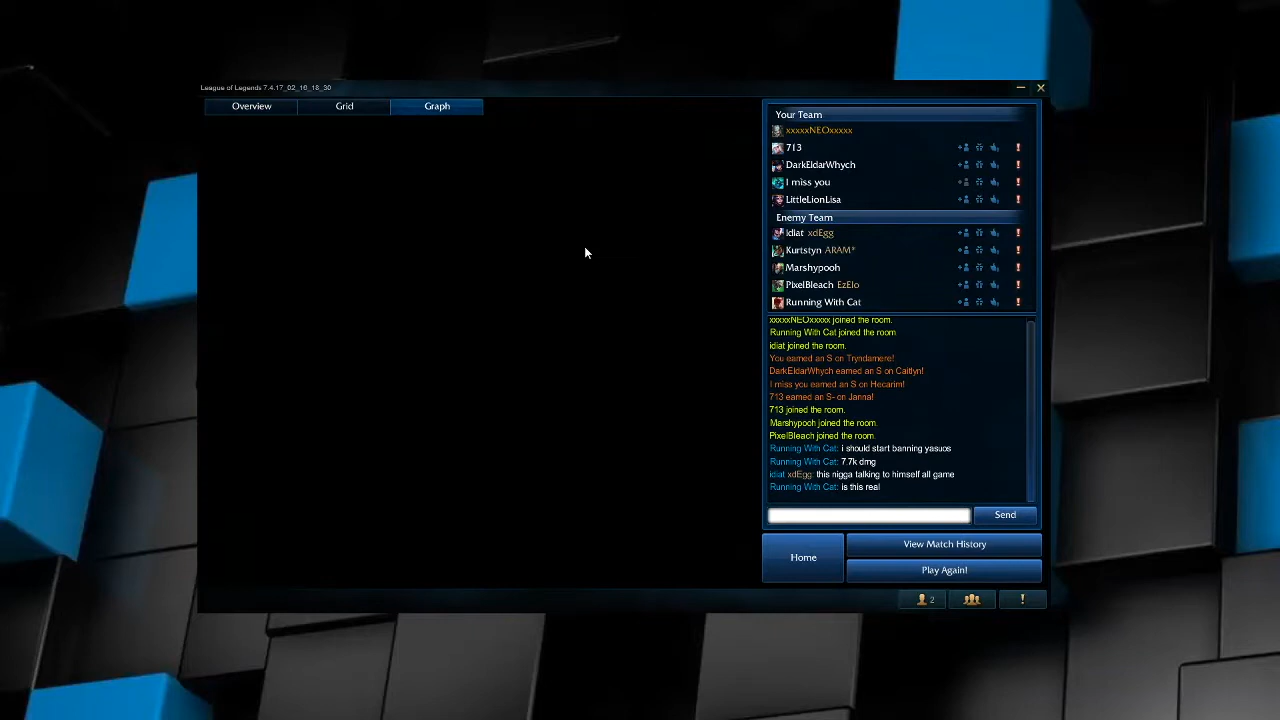 League of Legends 7.4.17_02_16_18_30
Overview Grid Graph
Your Team
xxxxxNEOxxxxx
713
DarkEldarWhych
I miss you
LittleLionLisa
Enemy Team
idiat xdEgg
Kurtstyn ARAM*
Marshypooh
PixelBleach EzElo
Running With Cat
xxxxxNEOxxxxx joined the room.
Running With Cat joined the room.
idiat joined the room.
You earned an S on Tryndamere!
DarkEldarWhych earned an S on Caitlyn!
I miss you earned an S on Hecarim!
713 earned an S- on Janna!
713 joined the room.
Marshypooh joined the room.
PixelBleach joined the room.
Running With Cat: i should start banning yasuos
Running With Cat: 7.7k dmg
idiat xdEgg: this nigga talking to himself all game
Running With Cat: is this real
Send
Home
View Match History
Play Again!
2